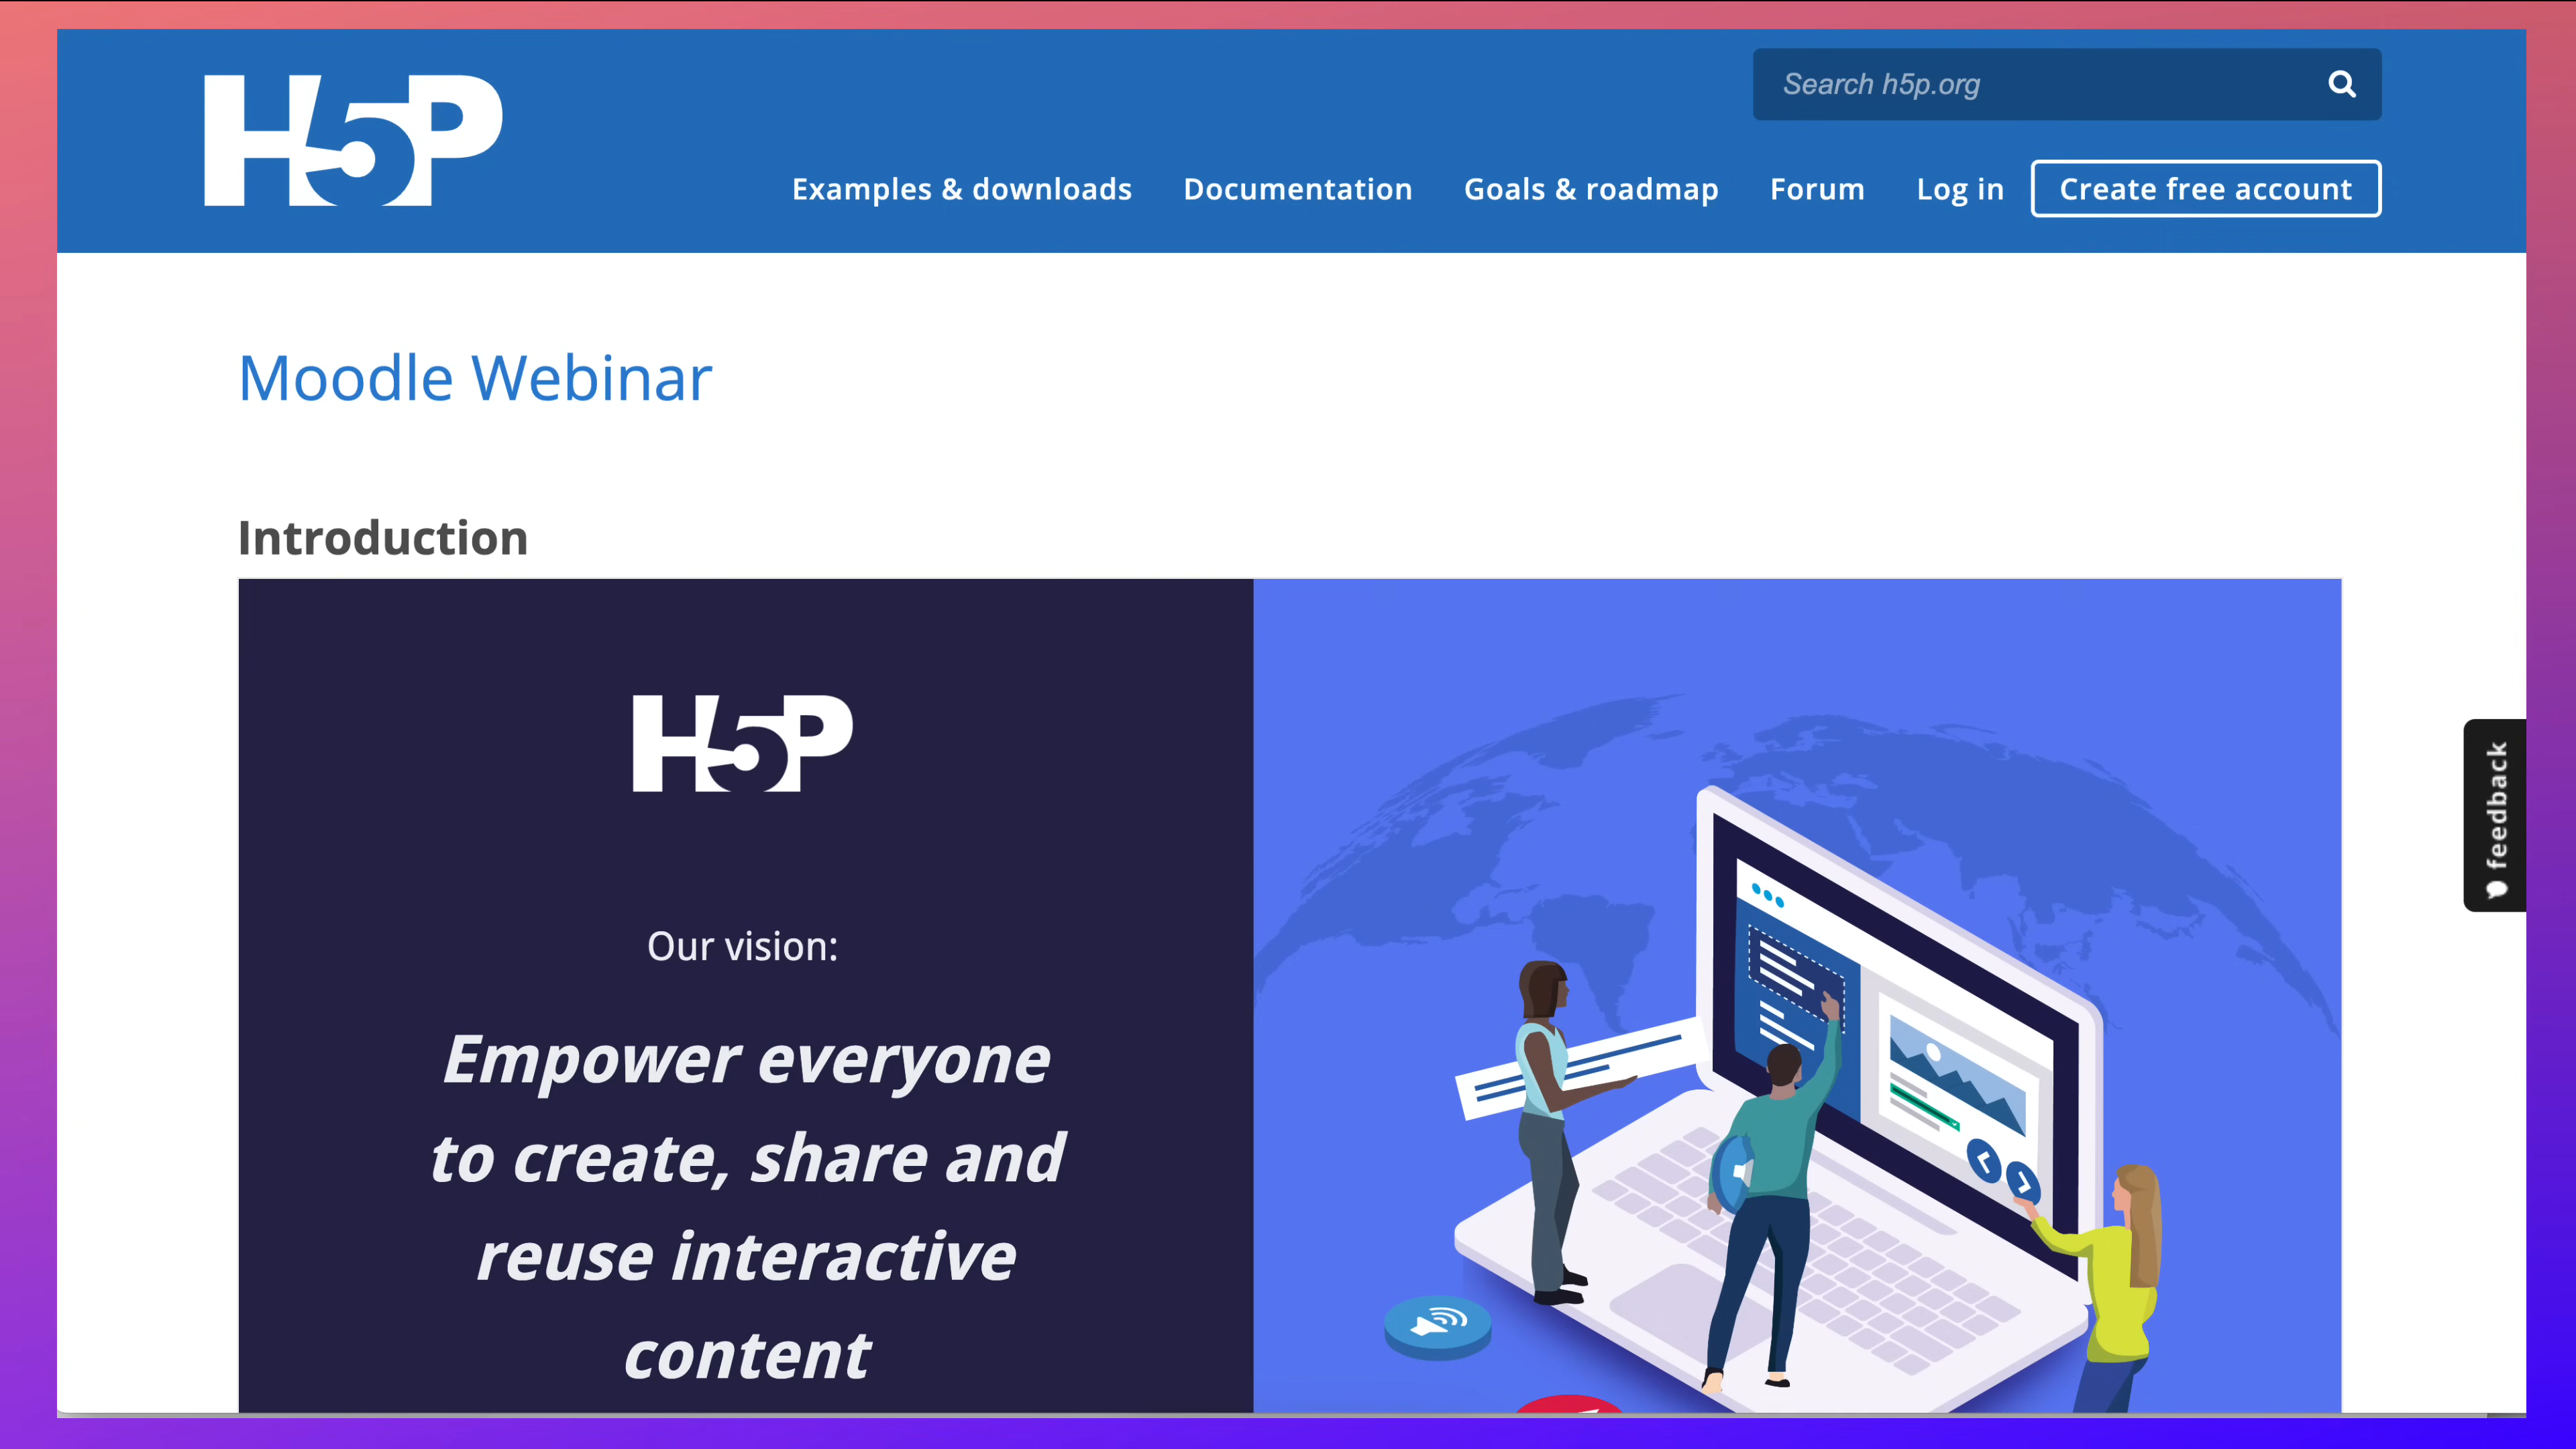 H5P
Search h5p.org
Examples & downloads Documentation Goals & roadmap Forum Log in Create free account
Moodle Webinar
Introduction
H5P
Our vision:
Empower everyone
to create, share and
reuse interactive
content
feedback